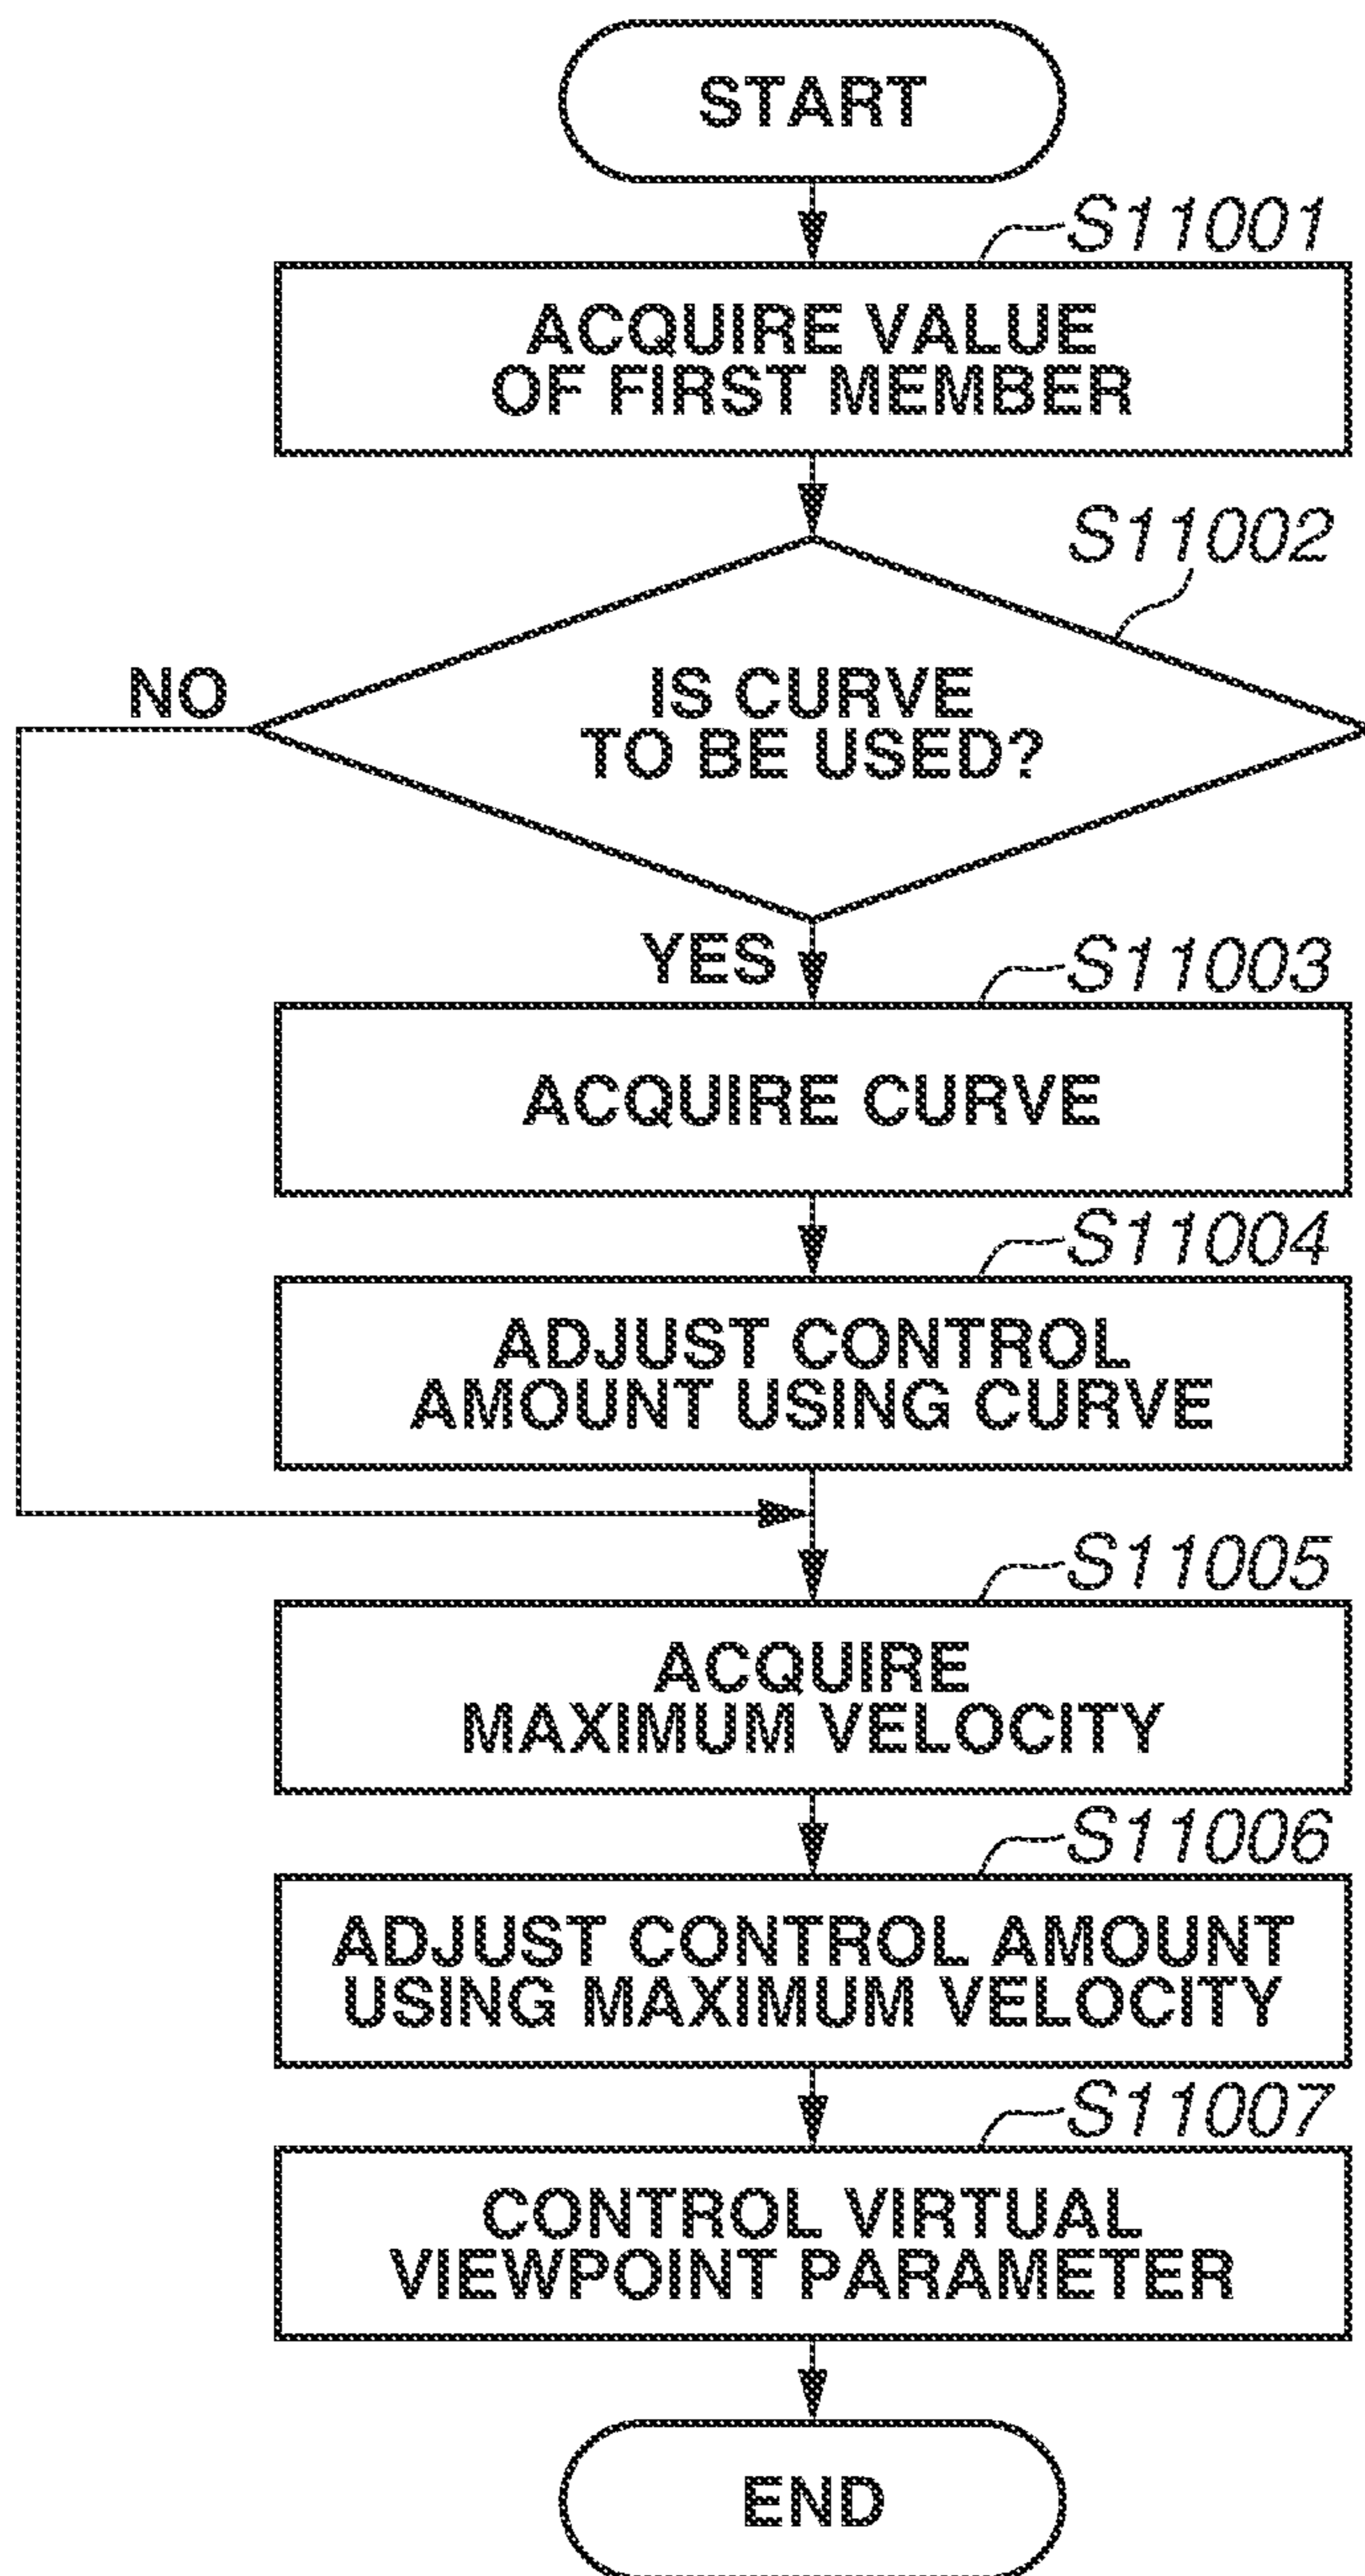 START
S11001
ACQUIRE VALUE
OF FIRST MEMBER
S11002
NO
IS CURVE
TO BE USED?
YES
S11003
ACQUIRE CURVE
S11004
ADJUST CONTROL
AMOUNT USING CURVE
S11005
ACQUIRE
MAXIMUM VELOCITY
S11006
ADJUST CONTROL AMOUNT
USING MAXIMUM VELOCITY
S11007
CONTROL VIRTUAL
VIEWPOINT PARAMETER
END